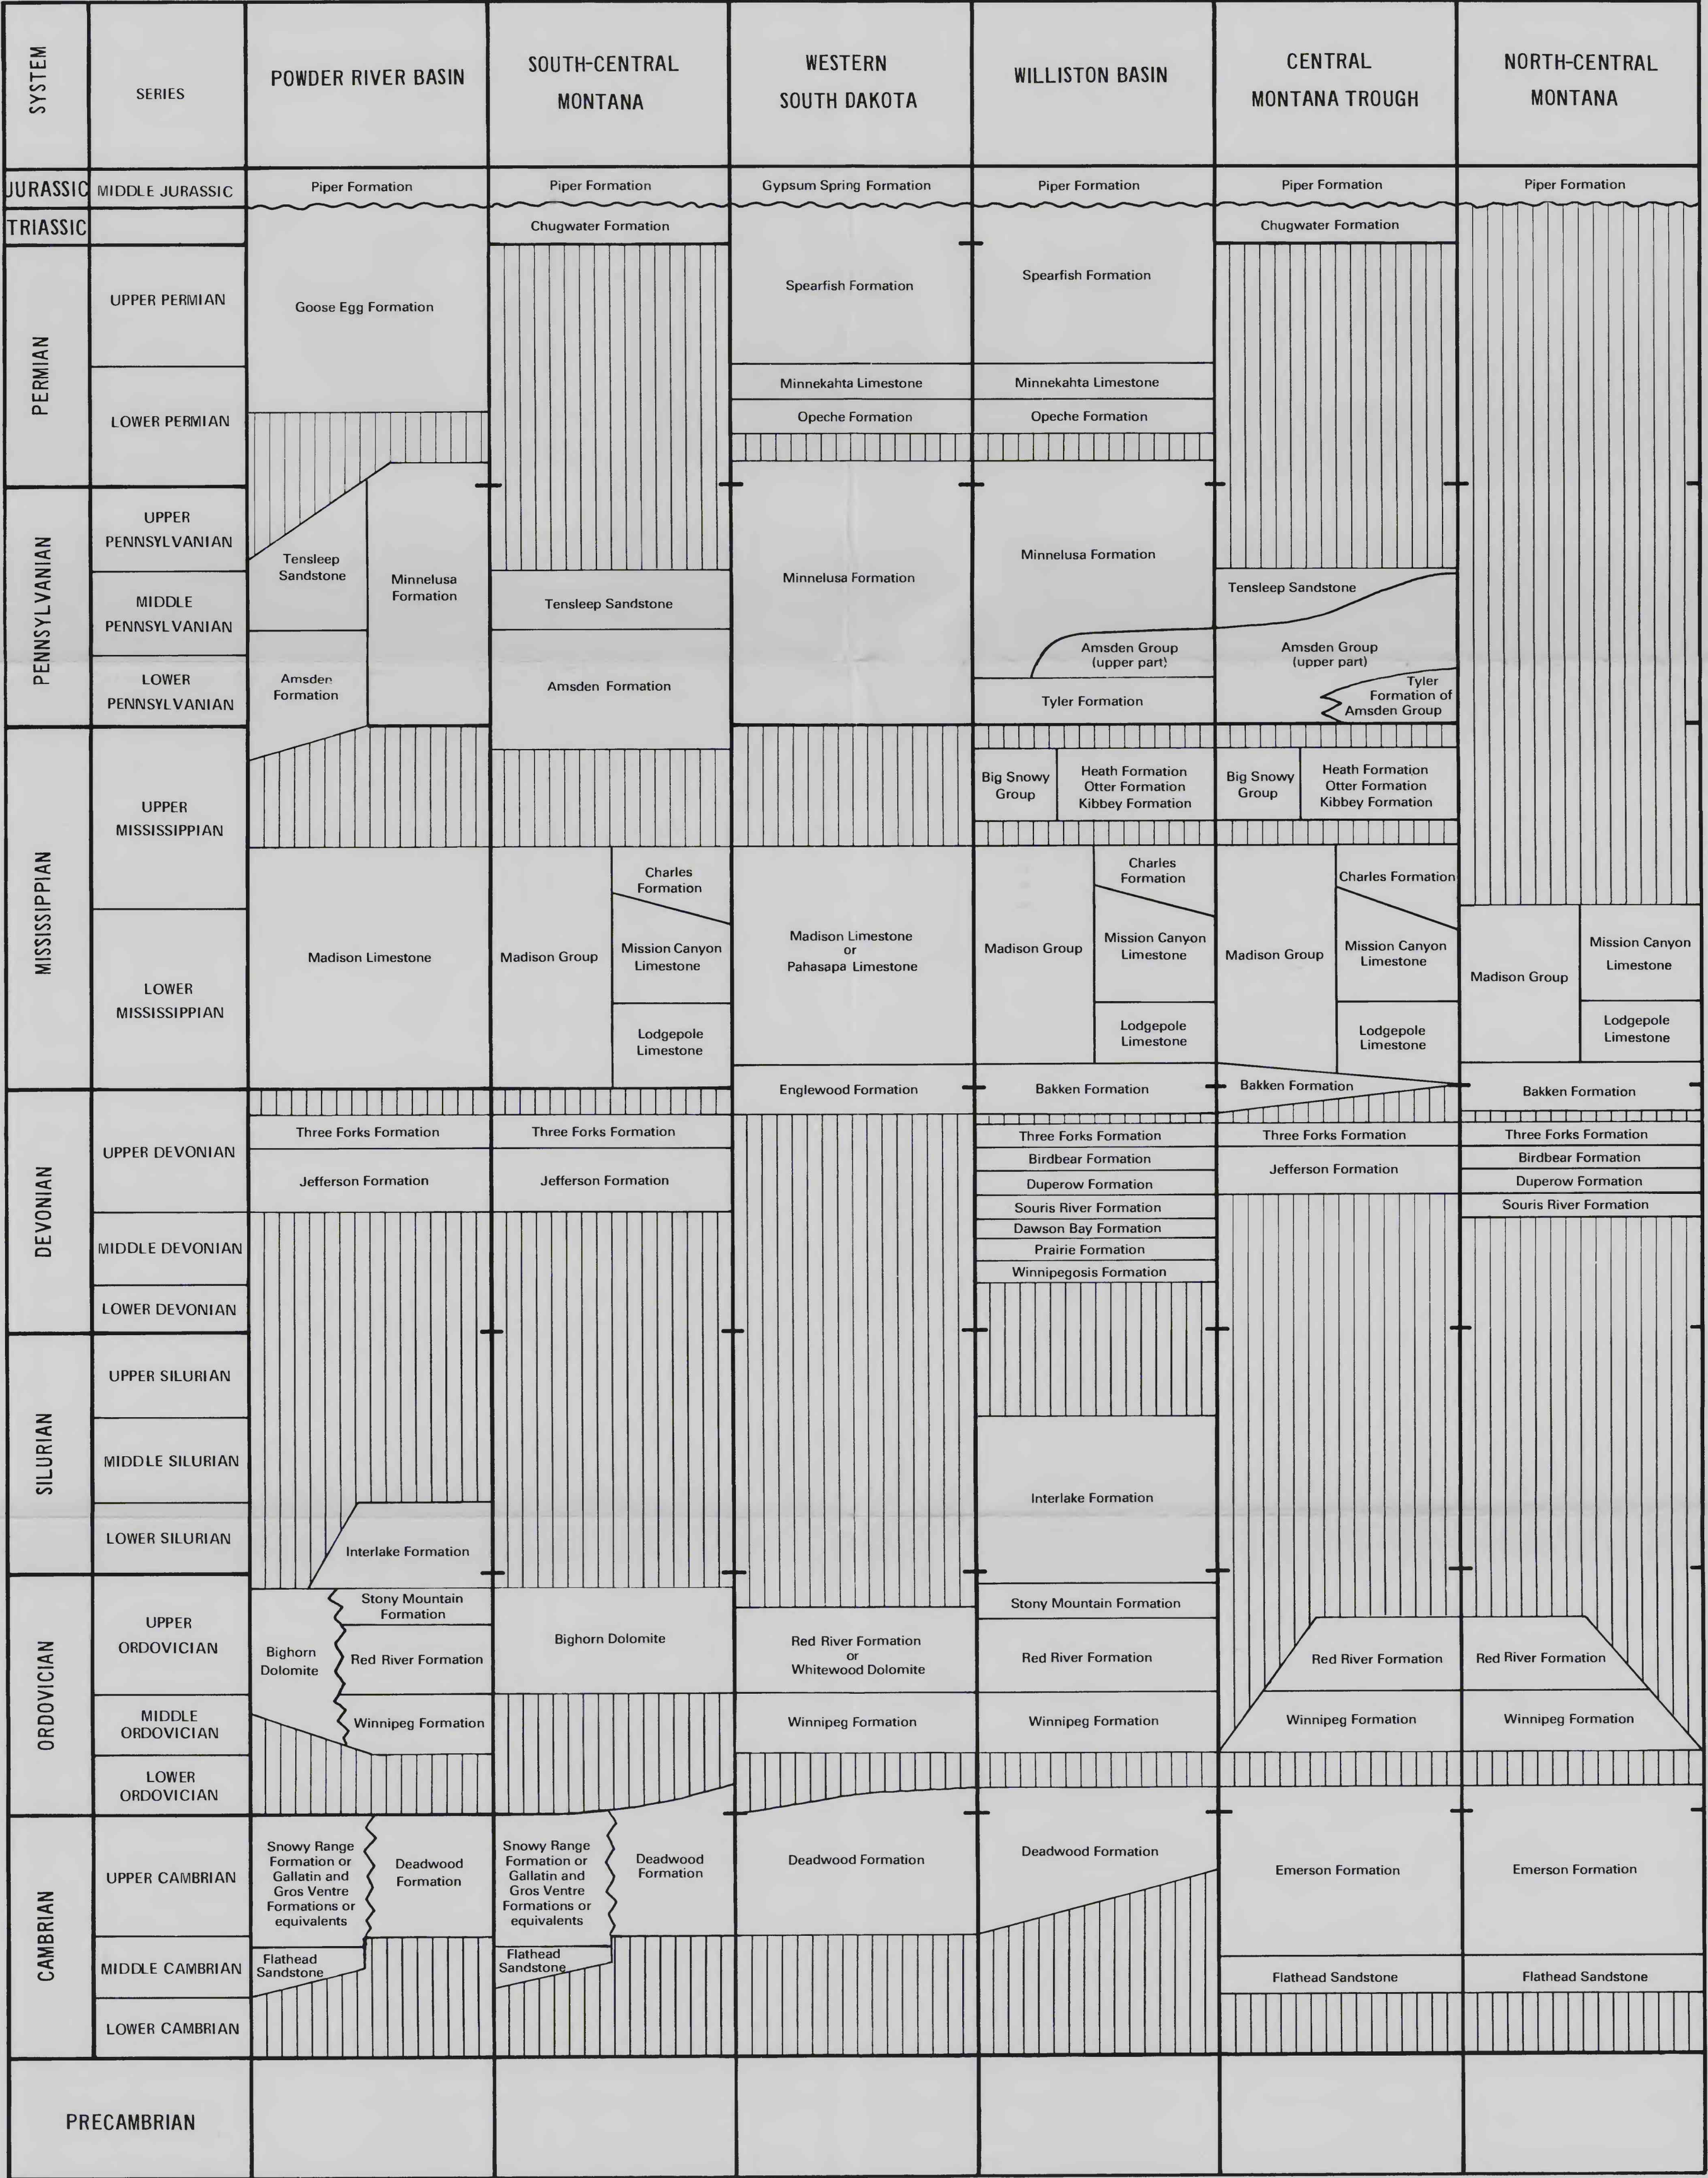 SYSTEM
SERIES
POWDER RIVER BASIN
SOUTH-CENTRAL
MONTANA
WESTERN
SOUTH DAKOTA
WILLISTON BASIN
CENTRAL
MONTANA TROUGH
NORTH-CENTRAL
MONTANA
JURASSIC
MIDDLE JURASSIC
Piper Formation
Piper Formation
Gypsum Spring Formation
Piper Formation
Piper Formation
Piper Formation
TRIASSIC
Chugwater Formation
Chugwater Formation
PERMIAN
UPPER PERMIAN
Goose Egg Formation
Spearfish Formation
Spearfish Formation
Minnekahta Limestone
Minnekahta Limestone
LOWER PERMIAN
Opeche Formation
Opeche Formation
PENNSYLVANIAN
UPPER
PENNSYLVANIAN
Tensleep
Sandstone
Minnelusa
Formation
Minnelusa Formation
Minnelusa Formation
Tensleep Sandstone
MIDDLE
PENNSYLVANIAN
Tensleep Sandstone
Amsden Group
(upper part)
Amsden Group
(upper part)
LOWER
PENNSYLVANIAN
Amsden
Formation
Amsden Formation
Tyler Formation
Tyler
Formation of
Amsden Group
MISSISSIPPIAN
UPPER
MISSISSIPPIAN
Big Snowy
Group
Heath Formation
Otter Formation
Kibbey Formation
Big Snowy
Group
Heath Formation
Otter Formation
Kibbey Formation
Charles
Formation
Charles
Formation
Charles Formation
LOWER
MISSISSIPPIAN
Madison Limestone
Madison Group
Mission Canyon
Limestone
Lodgepole
Limestone
Madison Limestone
or
Pahasapa Limestone
Madison Group
Mission Canyon
Limestone
Lodgepole
Limestone
Madison Group
Mission Canyon
Limestone
Lodgepole
Limestone
Madison Group
Mission Canyon
Limestone
Lodgepole
Limestone
Englewood Formation
Bakken Formation
Bakken Formation
Bakken Formation
DEVONIAN
UPPER DEVONIAN
Three Forks Formation
Three Forks Formation
Three Forks Formation
Three Forks Formation
Three Forks Formation
Jefferson Formation
Jefferson Formation
Birdbear Formation
Duperow Formation
Souris River Formation
Dawson Bay Formation
Prairie Formation
Winnipegosis Formation
Jefferson Formation
Birdbear Formation
Duperow Formation
Souris River Formation
MIDDLE DEVONIAN
LOWER DEVONIAN
SILURIAN
UPPER SILURIAN
MIDDLE SILURIAN
Interlake Formation
LOWER SILURIAN
Interlake Formation
ORDOVICIAN
UPPER
ORDOVICIAN
Bighorn
Dolomite
Stony Mountain
Formation
Red River Formation
Bighorn Dolomite
Red River Formation
or
Whitewood Dolomite
Stony Mountain Formation
Red River Formation
Red River Formation
Red River Formation
MIDDLE
ORDOVICIAN
Winnipeg Formation
Winnipeg Formation
Winnipeg Formation
Winnipeg Formation
Winnipeg Formation
LOWER
ORDOVICIAN
CAMBRIAN
UPPER CAMBRIAN
Snowy Range
Formation or
Gallatin and
Gros Ventre
Formations or
equivalents
Deadwood
Formation
Snowy Range
Formation or
Gallatin and
Gros Ventre
Formations or
equivalents
Deadwood
Formation
Deadwood Formation
Deadwood Formation
Emerson Formation
Emerson Formation
MIDDLE CAMBRIAN
Flathead
Sandstone
Flathead
Sandstone
Flathead Sandstone
Flathead Sandstone
LOWER CAMBRIAN
PRECAMBRIAN